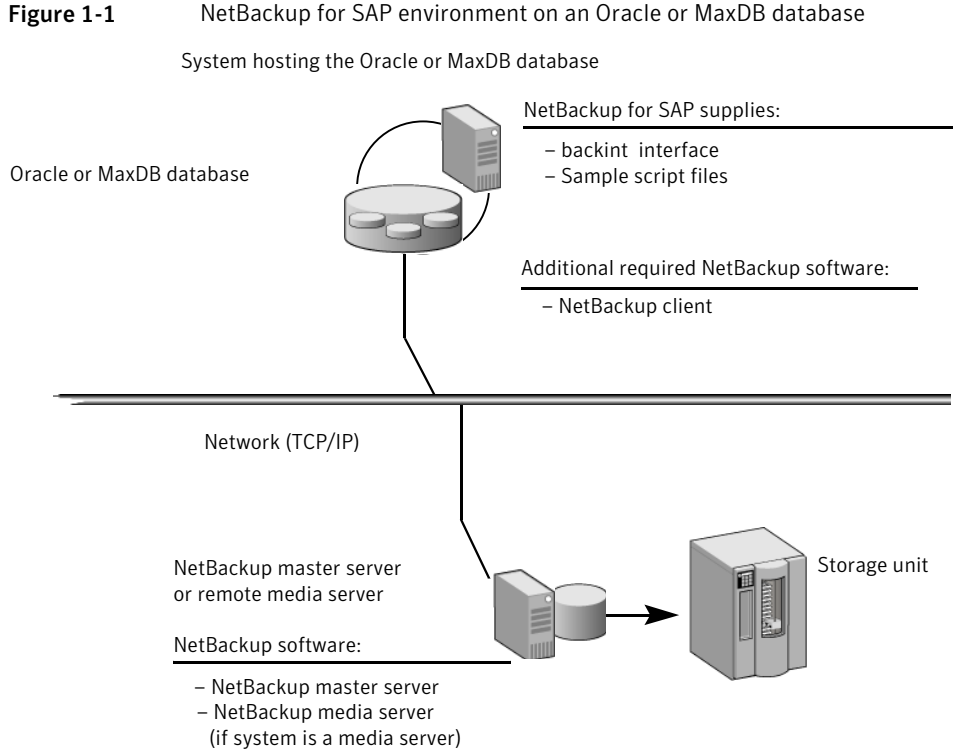 Figure 1-1 NetBackup for SAP environment on an Oracle or MaxDB database
System hosting the Oracle or MaxDB database
NetBackup for SAP supplies:
– backint interface
– Sample script files
Oracle or MaxDB database
Additional required NetBackup software:
– NetBackup client
Network (TCP/IP)
NetBackup master server
or remote media server
Storage unit
NetBackup software:
– NetBackup master server
– NetBackup media server
(if system is a media server)